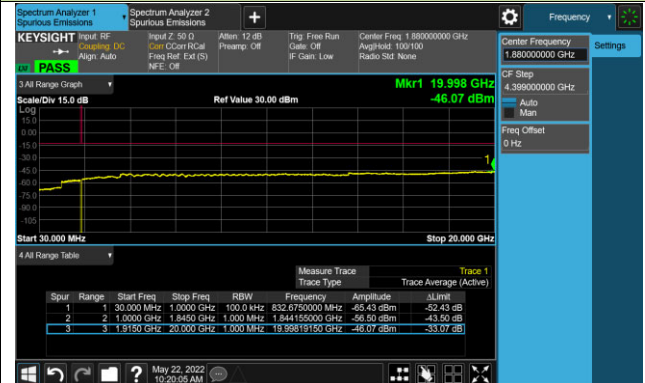 Spectrum Analyzer 1
Spurious Emissions
Spectrum Analyzer 2
Spurious Emissions
Frequency
KEYSIGHT
Input: RF
Coupling: DC
Align: Auto
Input Z: 50 Ω
Corr CCorr RCal
Freq Ref: Ext (S)
NFE: Off
Atten: 12 dB
Preamp: Off
Trig: Free Run
Gate: Off
IF Gain: Low
Center Freq: 1.880000000 GHz
Avg|Hold: 100/100
Radio Std: None
PASS
Center Frequency
1.880000000 GHz
Settings
CF Step
4.399000000 GHz
Auto
Man
Freq Offset
0 Hz
3 All Range Graph
Mkr1 19.998 GHz
Scale/Div 15.0 dB
Ref Value 30.00 dBm
-46.07 dBm
Log
15.0
0.00
-15.0
-30.0
-45.0
-60.0
-75.0
-90.0
-105
1
Start 30.000 MHz
Stop 20.000 GHz
4 All Range Table
Measure Trace Trace 1
Trace Type Trace Average (Active)
Spur Range Start Freq Stop Freq RBW Frequency Amplitude ΔLimit
1 1 30.000 MHz 1.0000 GHz 100.0 kHz 832.6750000 MHz -65.43 dBm -52.43 dB
2 2 1.0000 GHz 1.8450 GHz 1.000 MHz 1.844155000 GHz -56.50 dBm -43.50 dB
3 3 1.9150 GHz 20.000 GHz 1.000 MHz 19.99819150 GHz -46.07 dBm -33.07 dB
May 22, 2022
10:20:05 AM